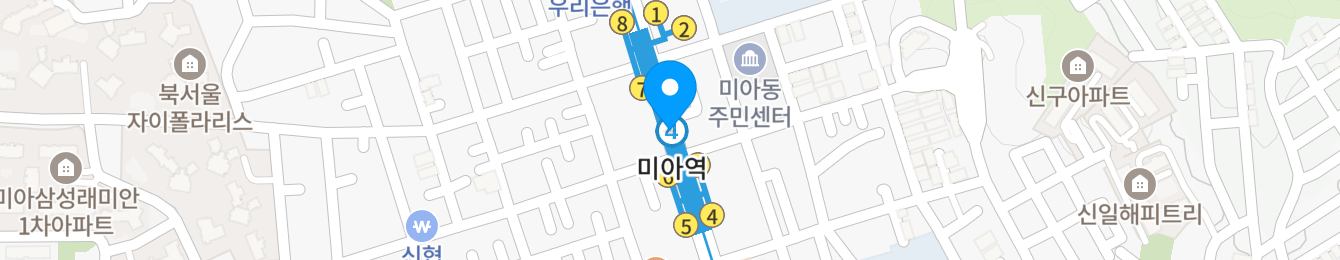 우리은행
8
1
2
7
미아동
주민센터
북서울
자이폴라리스
신구아파트
4
미아역
6
미아삼성래미안
1차아파트
4
5
신일해피트리
신협